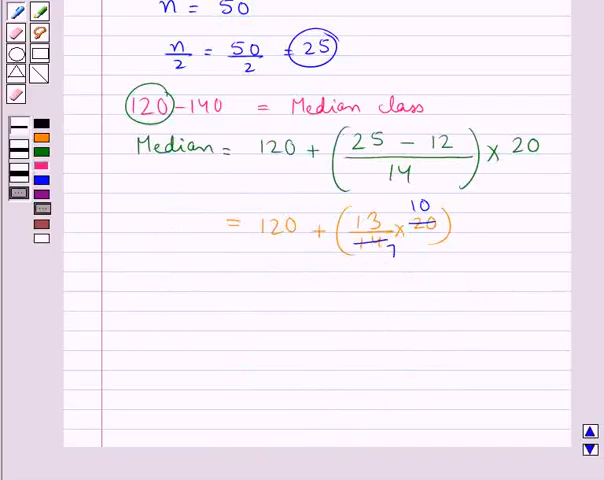 n = 50
n/2 = 50/2 = 25
120-140 = Median class
Median = 120 + (25 - 12 / 14) × 20
= 120 + (13/14 × 20) 10 7